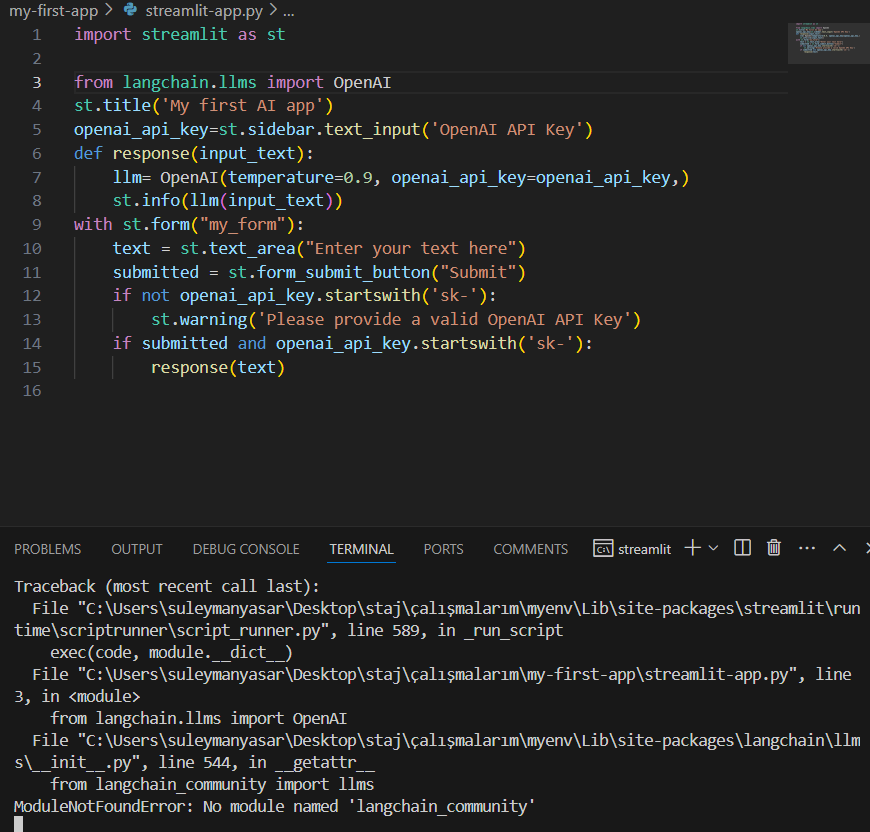 my-first-app > streamlit-app.py > ...
1 import streamlit as st
2
3 from langchain.llms import OpenAI
4 st.title('My first AI app')
5 openai_api_key=st.sidebar.text_input('OpenAI API Key')
6 def response(input_text):
7     llm= OpenAI(temperature=0.9, openai_api_key=openai_api_key,)
8     st.info(llm(input_text))
9 with st.form("my_form"):
10     text = st.text_area("Enter your text here")
11     submitted = st.form_submit_button("Submit")
12     if not openai_api_key.startswith('sk-'):
13         st.warning('Please provide a valid OpenAI API Key')
14     if submitted and openai_api_key.startswith('sk-'):
15         response(text)
16
PROBLEMS OUTPUT DEBUG CONSOLE TERMINAL PORTS COMMENTS streamlit
Traceback (most recent call last):
  File "C:\Users\suleymanyasar\Desktop\staj\çalışmalarım\myenv\Lib\site-packages\streamlit\run
time\scriptrunner\script_runner.py", line 589, in _run_script
    exec(code, module.__dict__)
  File "C:\Users\suleymanyasar\Desktop\staj\çalışmalarım\my-first-app\streamlit-app.py", line
3, in <module>
    from langchain.llms import OpenAI
  File "C:\Users\suleymanyasar\Desktop\staj\çalışmalarım\myenv\Lib\site-packages\langchain\llm
s\__init__.py", line 544, in __getattr__
    from langchain_community import llms
ModuleNotFoundError: No module named 'langchain_community'